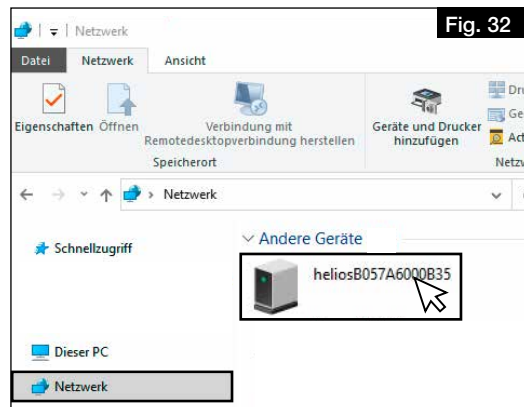 Fig. 32
Netzwerk
Datei Netzwerk Ansicht
Eigenschaften Öffnen Verbindung mit Remotedesktopverbindung herstellen Geräte und Drucker hinzufügen
Speicherort
Netzwerk
Schnellzugriff
Andere Geräte
heliosB057A6000B35
Dieser PC
Netzwerk